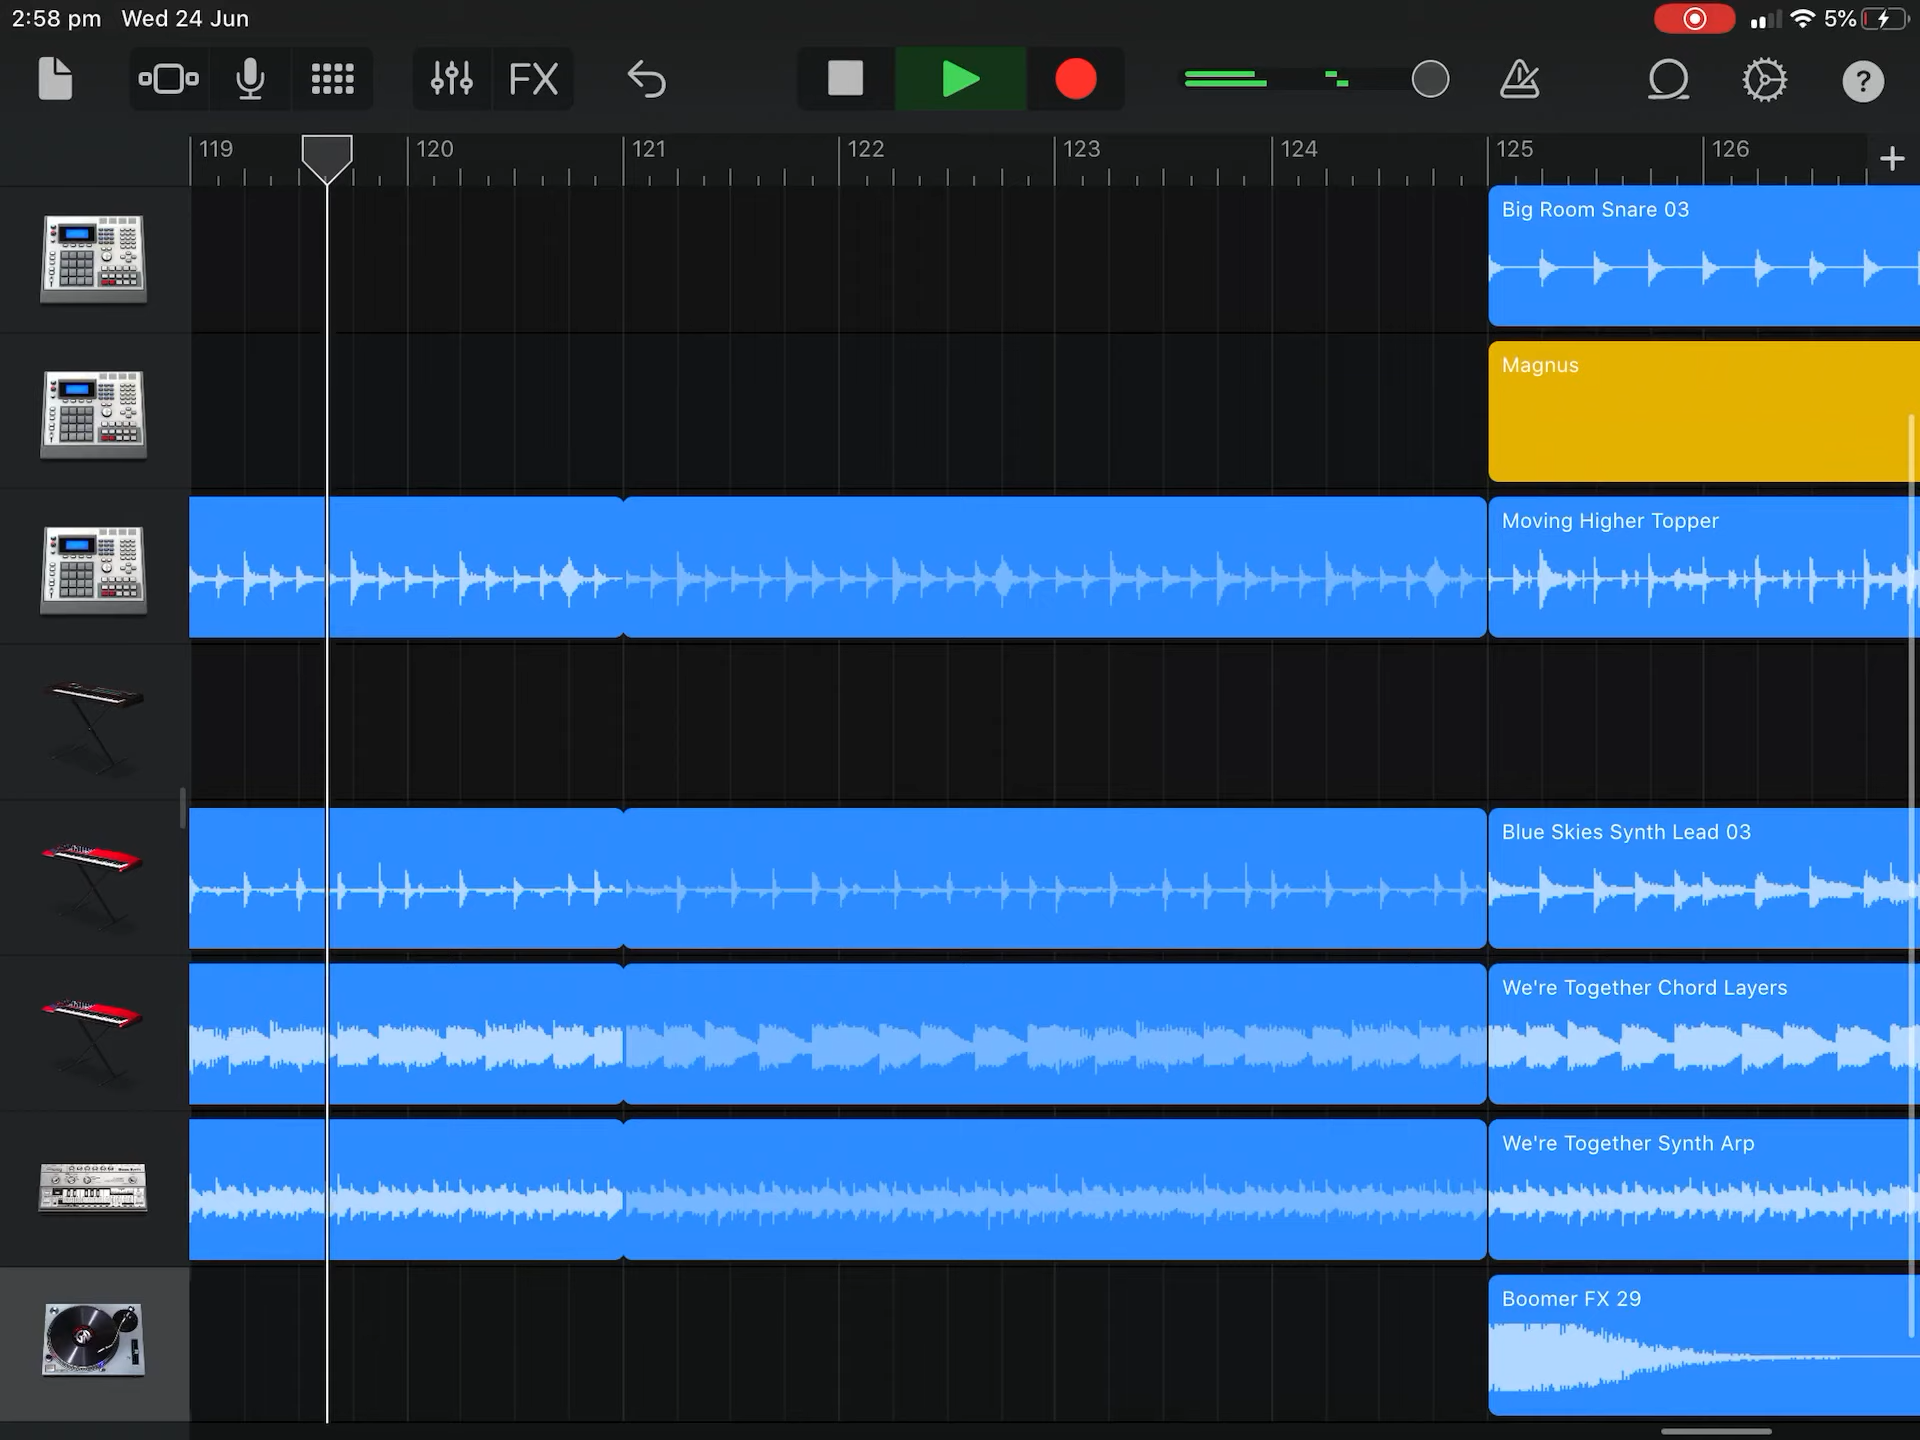 2:58 pm Wed 24 Jun 5%
FX ?
119 120 121 122 123 124 125 126 +
Big Room Snare 03
Magnus
Moving Higher Topper
Blue Skies Synth Lead 03
We're Together Chord Layers
We're Together Synth Arp
Boomer FX 29